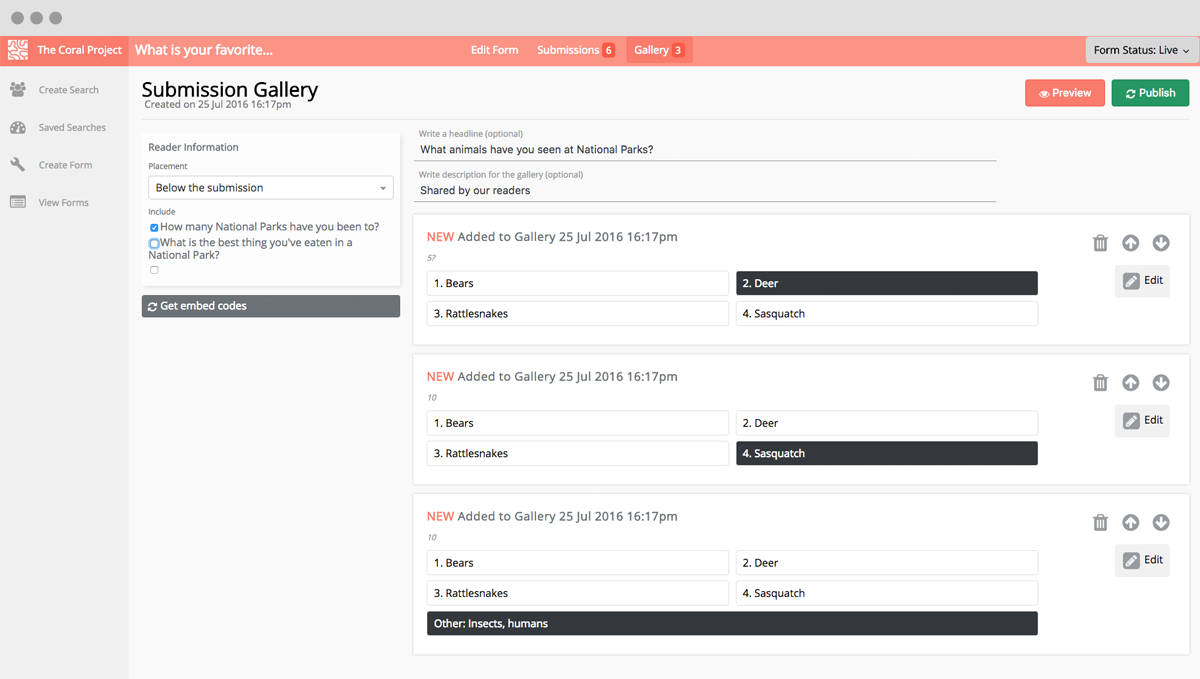 The Coral Project
What is your favorite...
Edit Form
Submissions 6
Gallery 3
Form Status: Live
Create Search
Saved Searches
Create Form
View Forms
Submission Gallery
Created on 25 Jul 2016 16:17pm
Preview
Publish
Reader Information
Placement
Below the submission
Include
How many National Parks have you been to?
What is the best thing you've eaten in a
National Park?
Get embed codes
Write a headline (optional)
What animals have you seen at National Parks?
Write description for the gallery (optional)
Shared by our readers
NEW Added to Gallery 25 Jul 2016 16:17pm
57
1. Bears
2. Deer
3. Rattlesnakes
4. Sasquatch
Edit
NEW Added to Gallery 25 Jul 2016 16:17pm
10
1. Bears
2. Deer
3. Rattlesnakes
4. Sasquatch
Edit
NEW Added to Gallery 25 Jul 2016 16:17pm
10
1. Bears
2. Deer
3. Rattlesnakes
4. Sasquatch
Other: Insects, humans
Edit